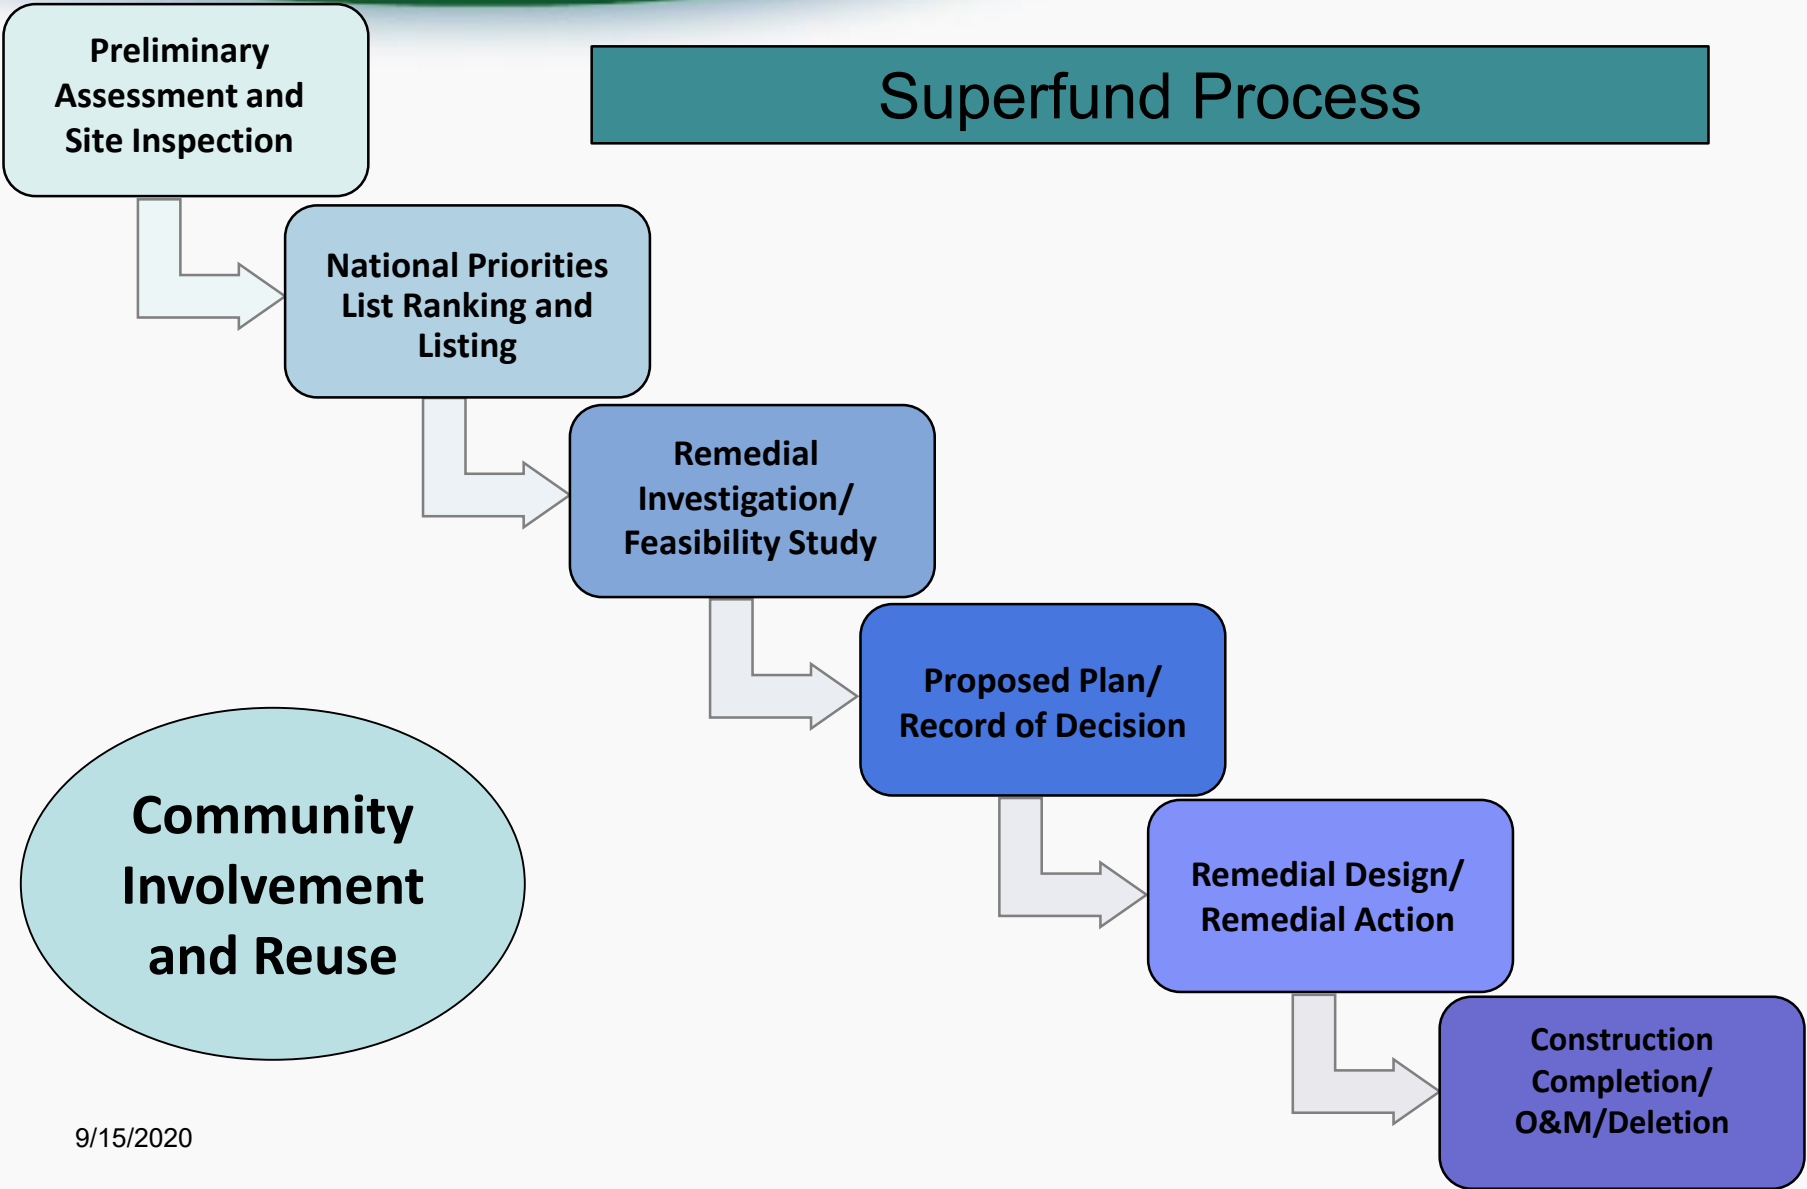 Preliminary
Assessment and
Site Inspection
Superfund Process
National Priorities
List Ranking and
Listing
Remedial
Investigation/
Feasibility Study
Proposed Plan/
Record of Decision
Community
Involvement
and Reuse
Remedial Design/
Remedial Action
Construction
Completion/
O&M/Deletion
9/15/2020